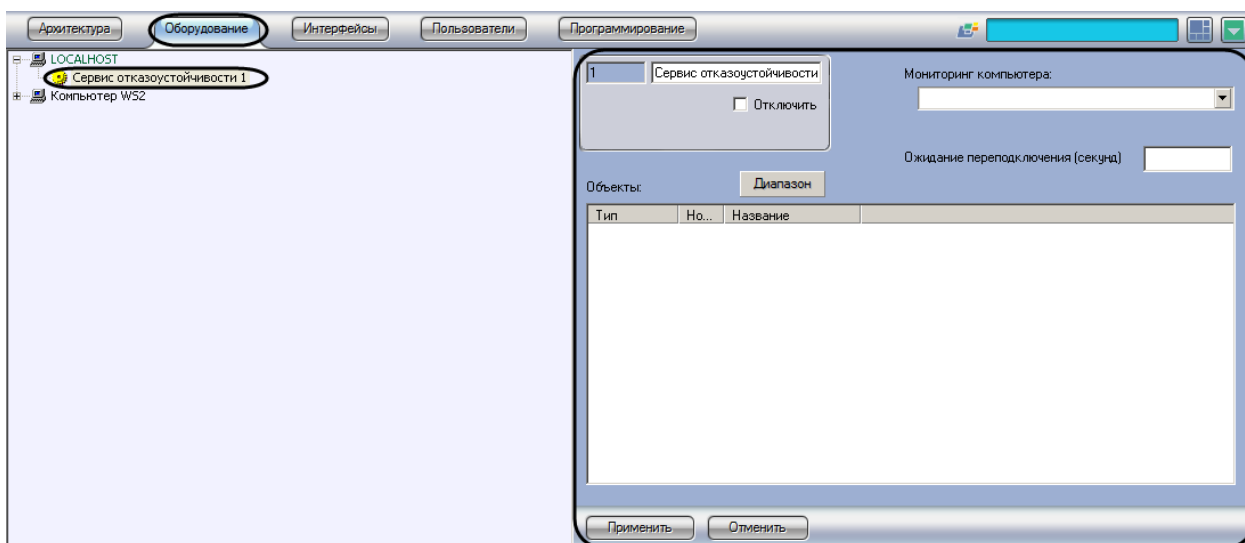 Архитектура Оборудование Интерфейсы Пользователи Программирование
LOCALHOST
Сервис отказоустойчивости 1
Компьютер WS2
1 Сервис отказоустойчивости
Отключить
Мониторинг компьютера:
Ожидание переподключения (секунд)
Объекты: Диапазон
Тип Но... Название
Применить Отменить